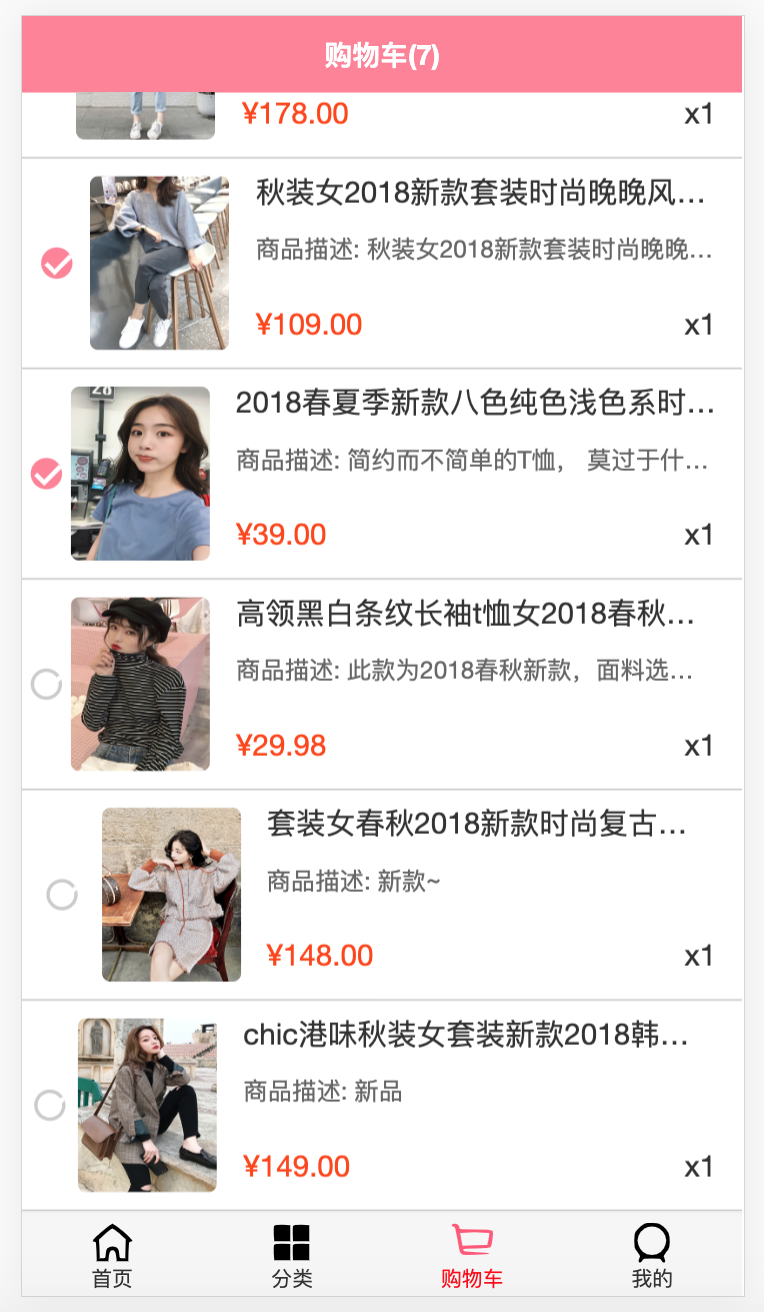 购物车(7)
¥178.00 x1
秋装女2018新款套装时尚晚晚风…
商品描述: 秋装女2018新款套装时尚晚晚…
¥109.00 x1
2018春夏季新款八色纯色浅色系时…
商品描述: 简约而不简单的T恤， 莫过于什…
¥39.00 x1
高领黑白条纹长袖t恤女2018春秋…
商品描述: 此款为2018春秋新款，面料选…
¥29.98 x1
套装女春秋2018新款时尚复古…
商品描述: 新款~
¥148.00 x1
chic港味秋装女套装新款2018韩…
商品描述: 新品
¥149.00 x1
首页 分类 购物车 我的